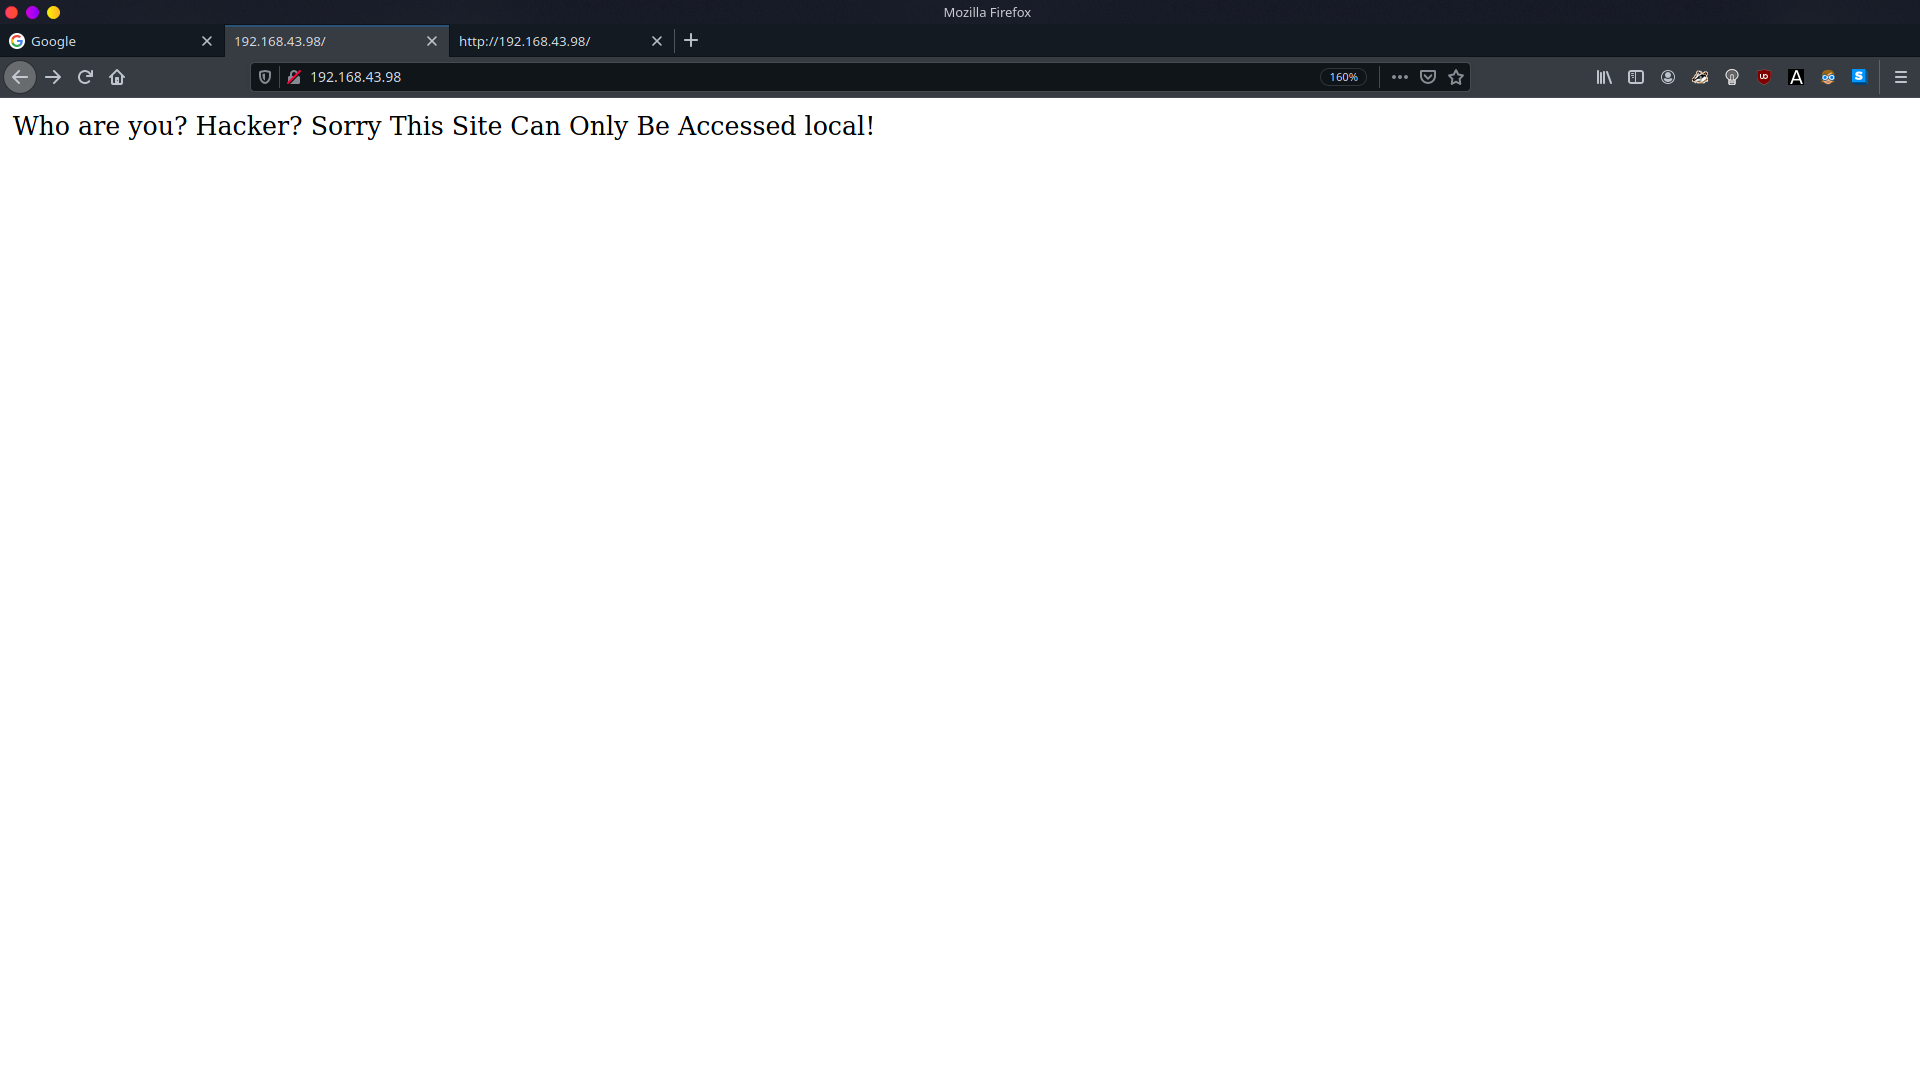 Mozilla Firefox
Google
192.168.43.98/
http://192.168.43.98/
192.168.43.98
160%
Who are you? Hacker? Sorry This Site Can Only Be Accessed local!